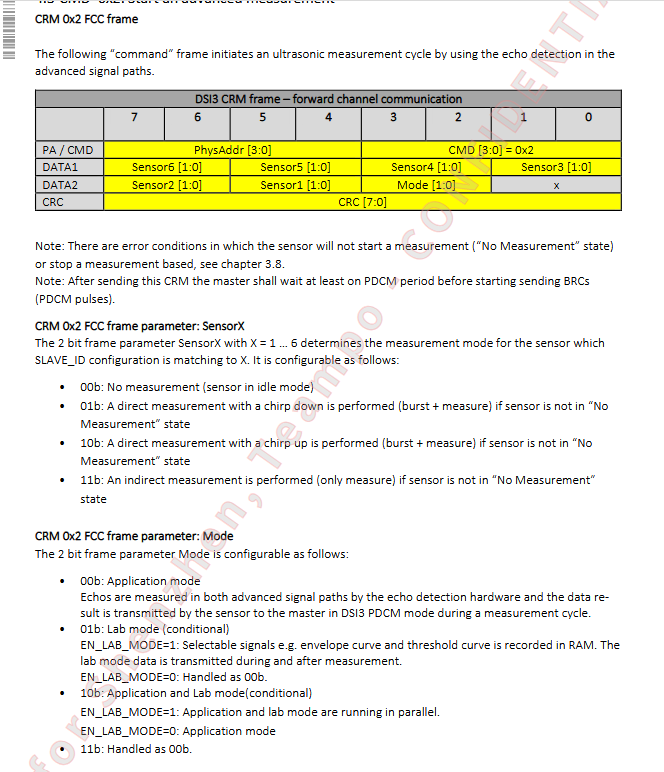 CRM 0x2 FCC frame
The following “command” frame initiates an ultrasonic measurement cycle by using the echo detection in the
advanced signal paths.
DSI3 CRM frame – forward channel communication
7 6 5 4 3 2 1 0
PA / CMD PhysAddr [3:0] CMD [3:0] = 0x2
DATA1 Sensor6 [1:0] Sensor5 [1:0] Sensor4 [1:0] Sensor3 [1:0]
DATA2 Sensor2 [1:0] Sensor1 [1:0] Mode [1:0] x
CRC CRC [7:0]
Note: There are error conditions in which the sensor will not start a measurement (“No Measurement” state)
or stop a measurement based, see chapter 3.8.
Note: After sending this CRM the master shall wait at least on PDCM period before starting sending BRCs
(PDCM pulses).
CRM 0x2 FCC frame parameter: SensorX
The 2 bit frame parameter SensorX with X = 1 ... 6 determines the measurement mode for the sensor which
SLAVE_ID configuration is matching to X. It is configurable as follows:
• 00b: No measurement (sensor in idle mode)
• 01b: A direct measurement with a chirp down is performed (burst + measure) if sensor is not in “No
Measurement” state
• 10b: A direct measurement with a chirp up is performed (burst + measure) if sensor is not in “No
Measurement” state
• 11b: An indirect measurement is performed (only measure) if sensor is not in “No Measurement”
state
CRM 0x2 FCC frame parameter: Mode
The 2 bit frame parameter Mode is configurable as follows:
• 00b: Application mode
Echos are measured in both advanced signal paths by the echo detection hardware and the data re-
sult is transmitted by the sensor to the master in DSI3 PDCM mode during a measurement cycle.
• 01b: Lab mode (conditional)
EN_LAB_MODE=1: Selectable signals e.g. envelope curve and threshold curve is recorded in RAM. The
lab mode data is transmitted during and after measurement.
EN_LAB_MODE=0: Handled as 00b.
• 10b: Application and Lab mode(conditional)
EN_LAB_MODE=1: Application and lab mode are running in parallel.
EN_LAB_MODE=0: Application mode
• 11b: Handled as 00b.
for Shenzhen, Teampo - CONFIDENTI